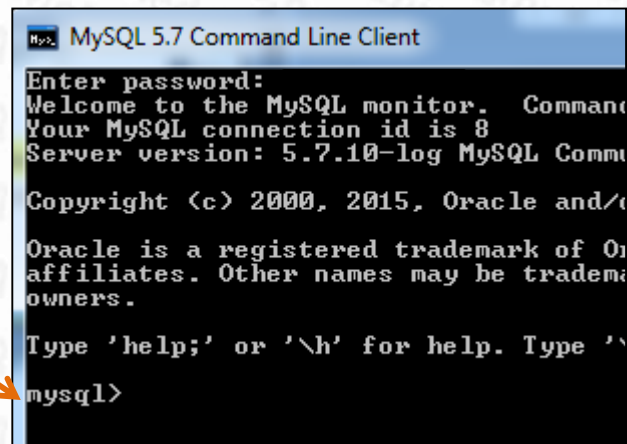 MySQL 5.7 Command Line Client
Enter password:
Welcome to the MySQL monitor. Command
Your MySQL connection id is 8
Server version: 5.7.10-log MySQL Commu
Copyright (c) 2000, 2015, Oracle and/o
Oracle is a registered trademark of Or
affiliates. Other names may be tradema
owners.
Type 'help;' or '\h' for help. Type '\
mysql>